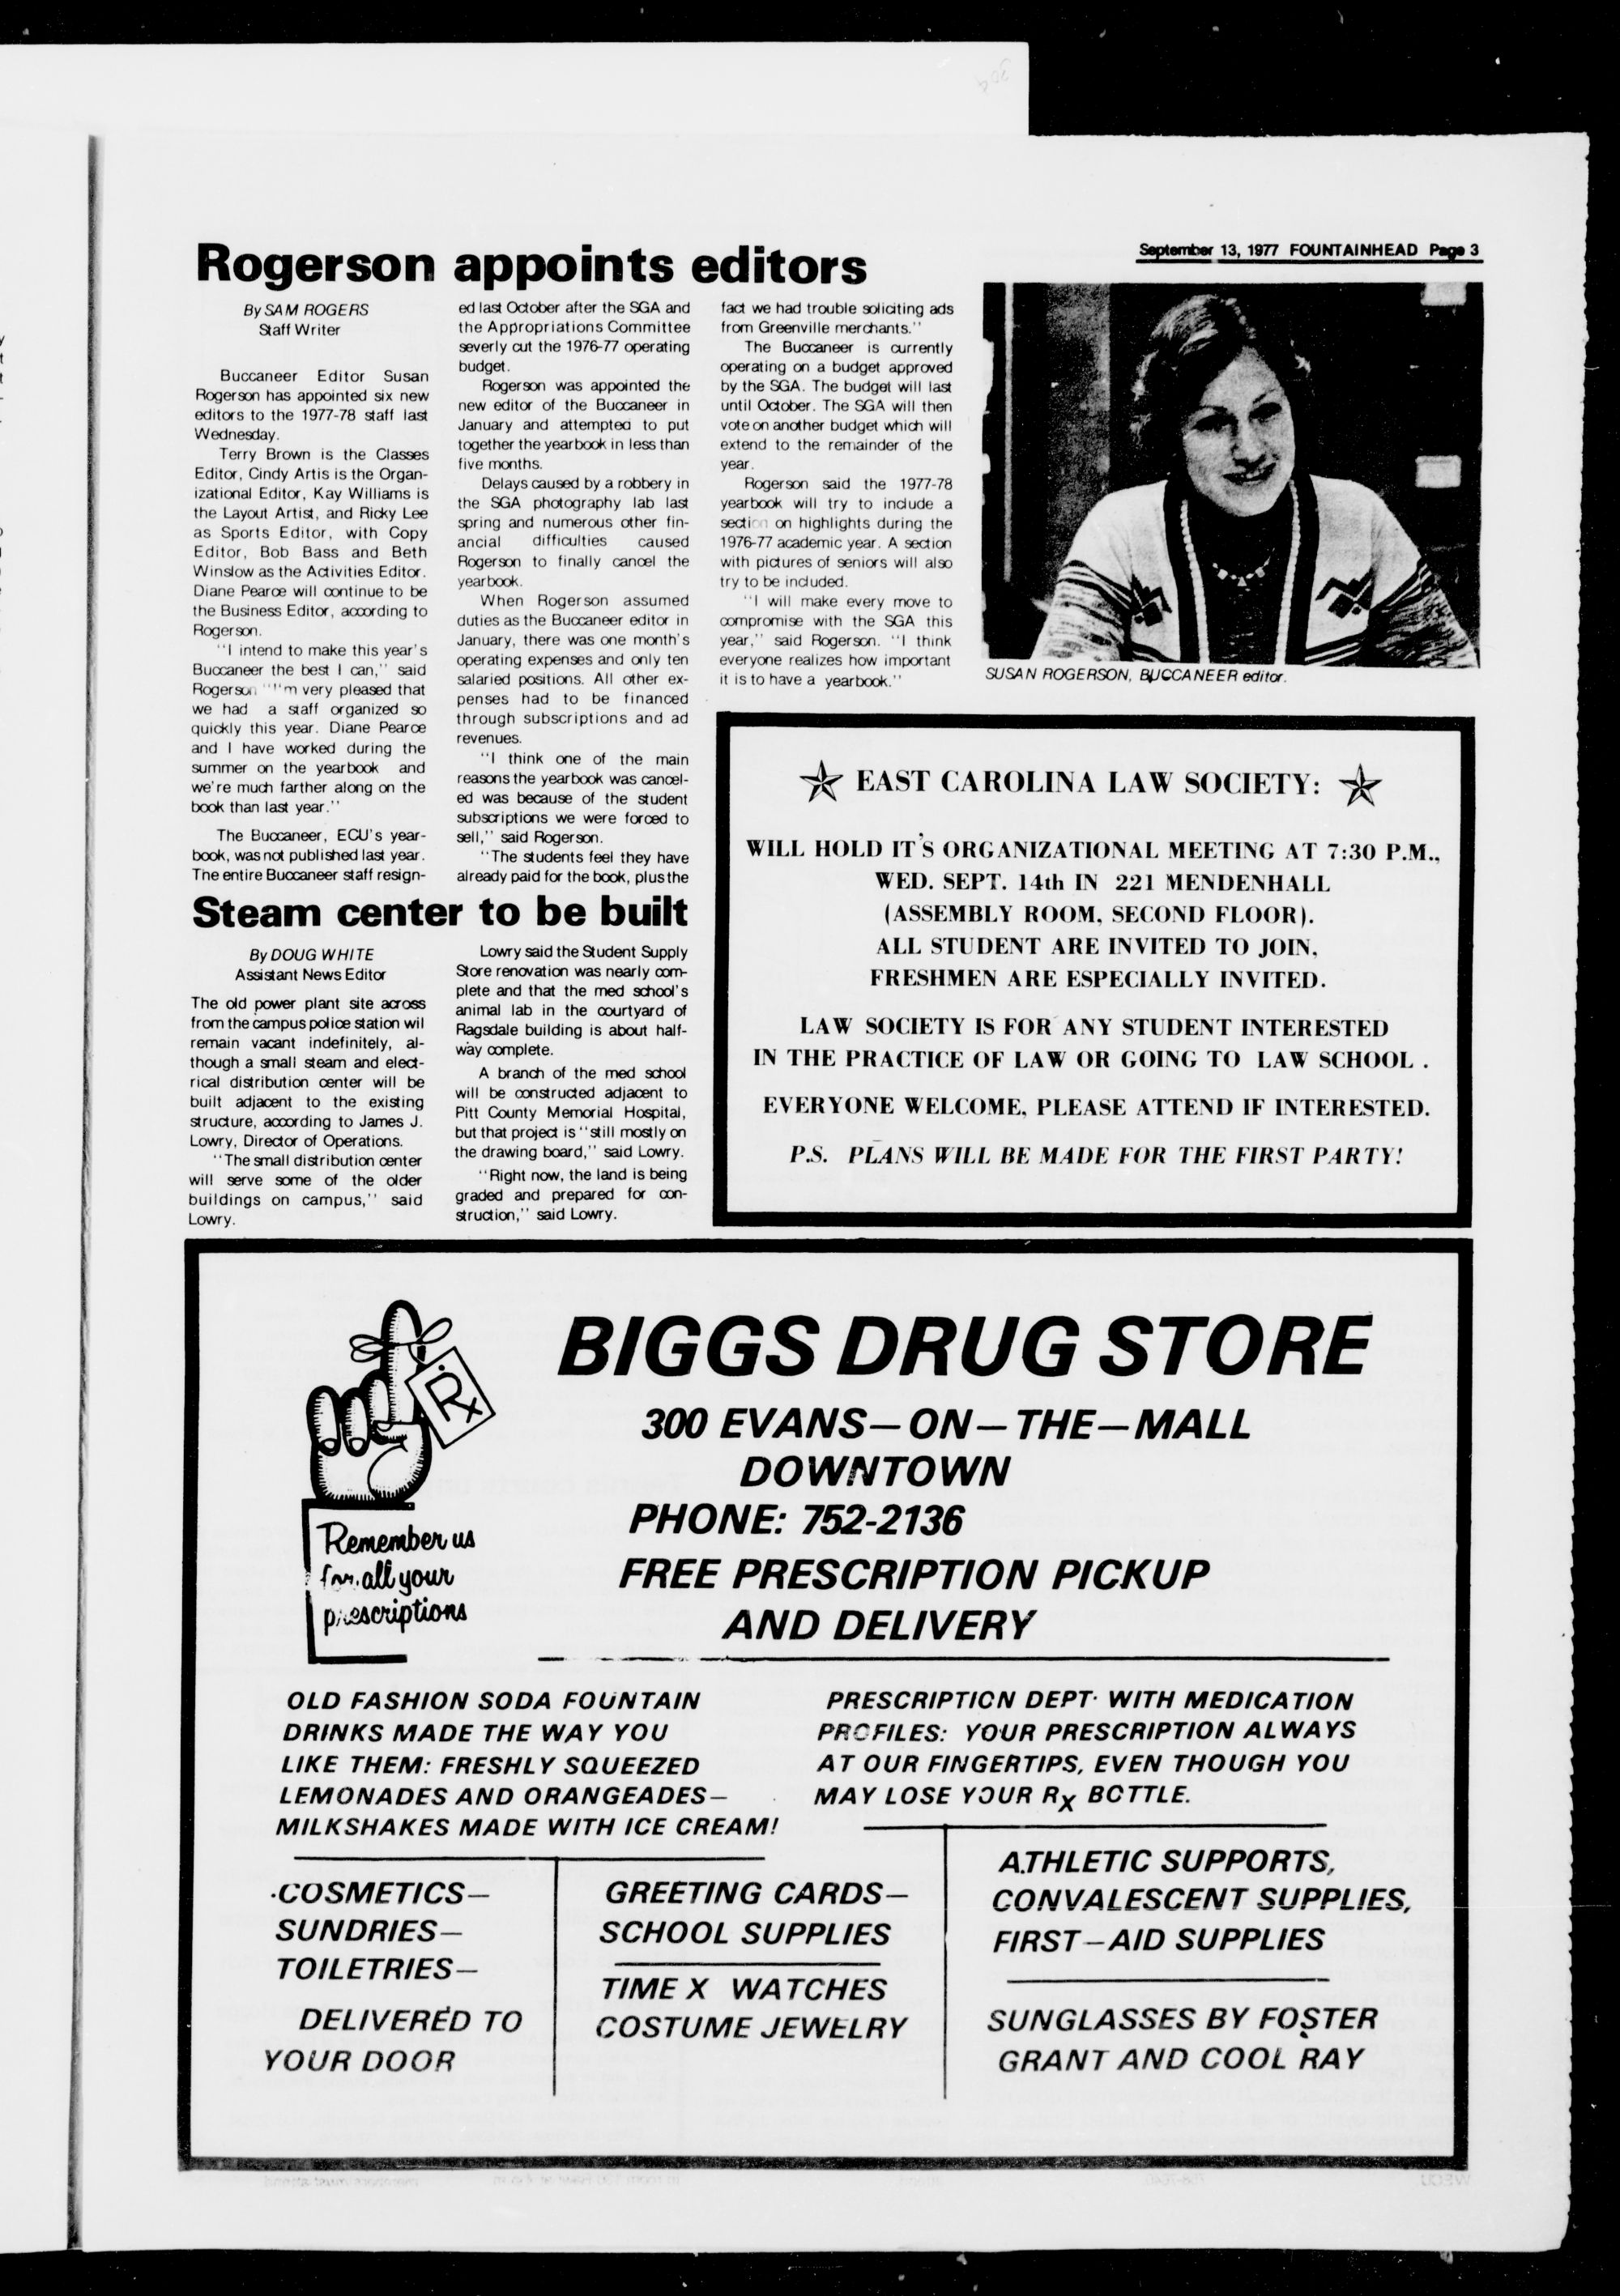 September 13, 1977 FOUNTAINHEAD Page 3
Rogerson appoints editors
By SAM ROGERS
Staff Writer
Buccaneer Editor Susan
Rogerson has appointed six new
editors to the 1977-78 staff last
Wednesday.
Terry Brown is the Classes
Editor, Cindy Artis is the Organ-
izational Editor, Kay Williams is
the Layout Artist, and Ricky Lee
as Sports Editor, with Copy
Editor, Bob Bass and Beth
Winslow as the Activities Editor.
Diane Pearce will continue to be
the Business Editor, according to
Rogerson.
"I intend to make this year's
Buccaneer the best I can," said
Rogerson "I'm very pleased that
we had a staff organized so
quickly this year. Diane Pearce
and I have worked during the
summer on the yearbook and
we're much farther along on the
book than last year."
The Buccaneer, ECU's year-
book, was not published last year.
The entire Buccaneer staff resign-
ed last October after the SGA and
the Appropriations Committee
severly cut the 1976-77 operating
budget.
Rogerson was appointed the
new editor of the Buccaneer in
January and attempted to put
together the yearbook in less than
five months.
Delays caused by a robbery in
the SGA photography lab last
spring and numerous other fin-
ancial difficulties caused
Rogerson to finally cancel the
yearbook.
When Rogerson assumed
duties as the Buccaneer editor in
January, there was one month's
operating expenses and only ten
salaried positions. All other ex-
penses had to be financed
through subscriptions and ad
revenues.
"I think one of the main
reasons the yearbook was cancel-
ed was because of the student
subscriptions we were forced to
sell," said Rogerson.
"The students feel they have
already paid for the book, plus the
fact we had trouble soliciting ads
from Greenville merchants."
The Buccaneer is currently
operating on a budget approved
by the SGA. The budget will last
until October. The SGA will then
vote on another budget which will
extend to the remainder of the
year.
Rogerson said the 1977-78
yearbook will try to include a
section on highlights during the
1976-77 academic year. A section
with pictures of seniors will also
try to be included.
"I will make every move to
compromise with the SGA this
year," said Rogerson. "I think
everyone realizes how important
it is to have a yearbook."
SUSAN ROGERSON, BUCCANEER editor.
Steam center to be built
By DOUG WHITE
Assistant News Editor
The old power plant site across
from the campus police station wil
remain vacant indefinitely, al-
though a small steam and elect-
rical distribution center will be
built adjacent to the existing
structure, according to James J.
Lowry, Director of Operations.
"The small distribution center
will serve some of the older
buildings on campus," said
Lowry.
Lowry said the Student Supply
Store renovation was nearly com-
plete and that the med school's
animal lab in the courtyard of
Ragsdale building is about half-
way complete.
A branch of the med school
will be constructed adjacent to
Pitt County Memorial Hospital,
but that project is "still mostly on
the drawing board," said Lowry.
"Right now, the land is being
graded and prepared for con-
struction," said Lowry.
EAST CAROLINA LAW SOCIETY:
WILL HOLD IT'S ORGANIZATIONAL MEETING AT 7:30 P.M.,
WED. SEPT. 14th IN 221 MENDENHALL
(ASSEMBLY ROOM, SECOND FLOOR).
ALL STUDENT ARE INVITED TO JOIN,
FRESHMEN ARE ESPECIALLY INVITED.
LAW SOCIETY IS FOR ANY STUDENT INTERESTED
IN THE PRACTICE OF LAW OR GOING TO LAW SCHOOL .
EVERYONE WELCOME, PLEASE ATTEND IF INTERESTED.
P.S. PLANS WILL BE MADE FOR THE FIRST PARTY!
Rx
Remember us
for all your
prescriptions
BIGGS DRUG STORE
300 EVANS—ON—THE—MALL
DOWNTOWN
PHONE: 752-2136
FREE PRESCRIPTION PICKUP
AND DELIVERY
OLD FASHION SODA FOUNTAIN
DRINKS MADE THE WAY YOU
LIKE THEM: FRESHLY SQUEEZED
LEMONADES AND ORANGEADES—
MILKSHAKES MADE WITH ICE CREAM!
PRESCRIPTION DEPT. WITH MEDICATION
PROFILES: YOUR PRESCRIPTION ALWAYS
AT OUR FINGERTIPS, EVEN THOUGH YOU
MAY LOSE YOUR Rx BOTTLE.
COSMETICS—
SUNDRIES—
TOILETRIES—
DELIVERED TO
YOUR DOOR
GREETING CARDS—
SCHOOL SUPPLIES
TIME X WATCHES
COSTUME JEWELRY
ATHLETIC SUPPORTS,
CONVALESCENT SUPPLIES,
FIRST—AID SUPPLIES
SUNGLASSES BY FOSTER
GRANT AND COOL RAY